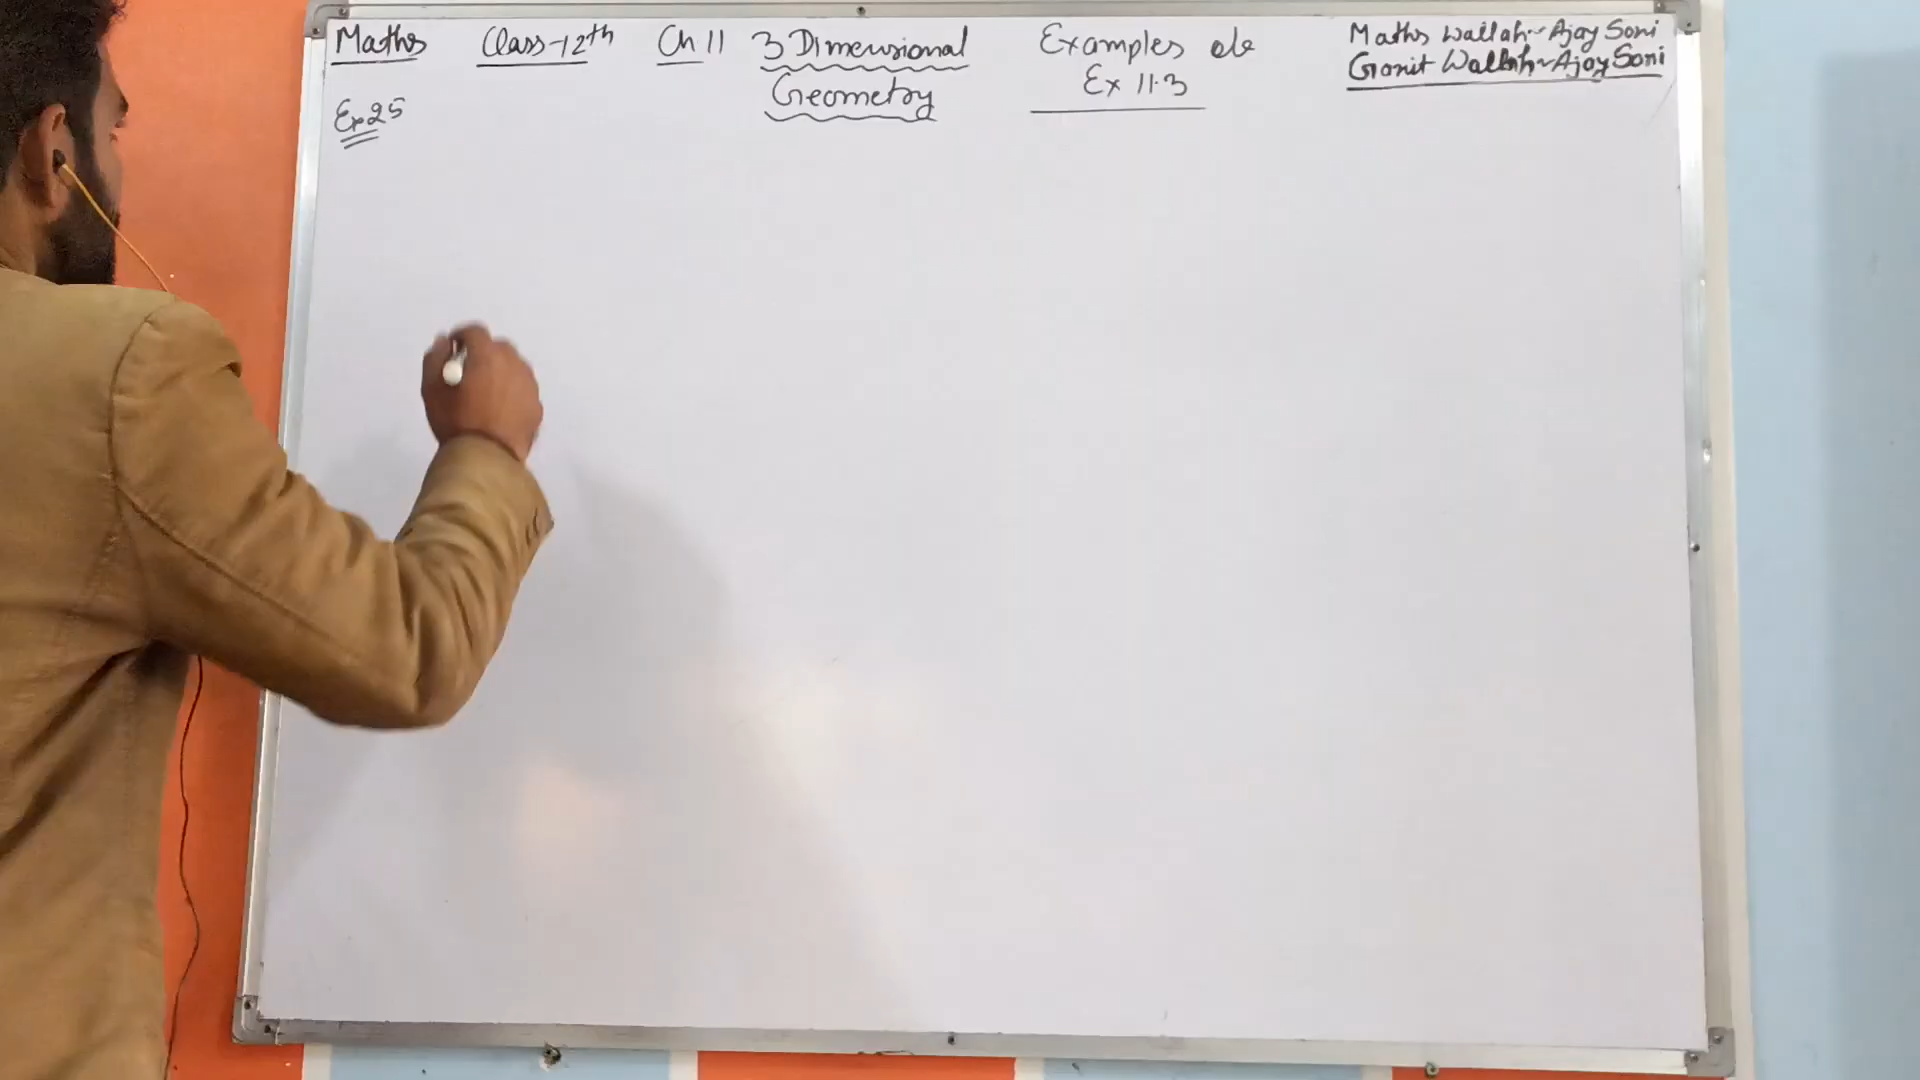 Maths Class-12th Ch 11 3 Dimensional Geometry
Examples
Ex 11.3
Maths Wallah~Ajay Soni
Ganit Wallah~Ajay Soni
Ex 25